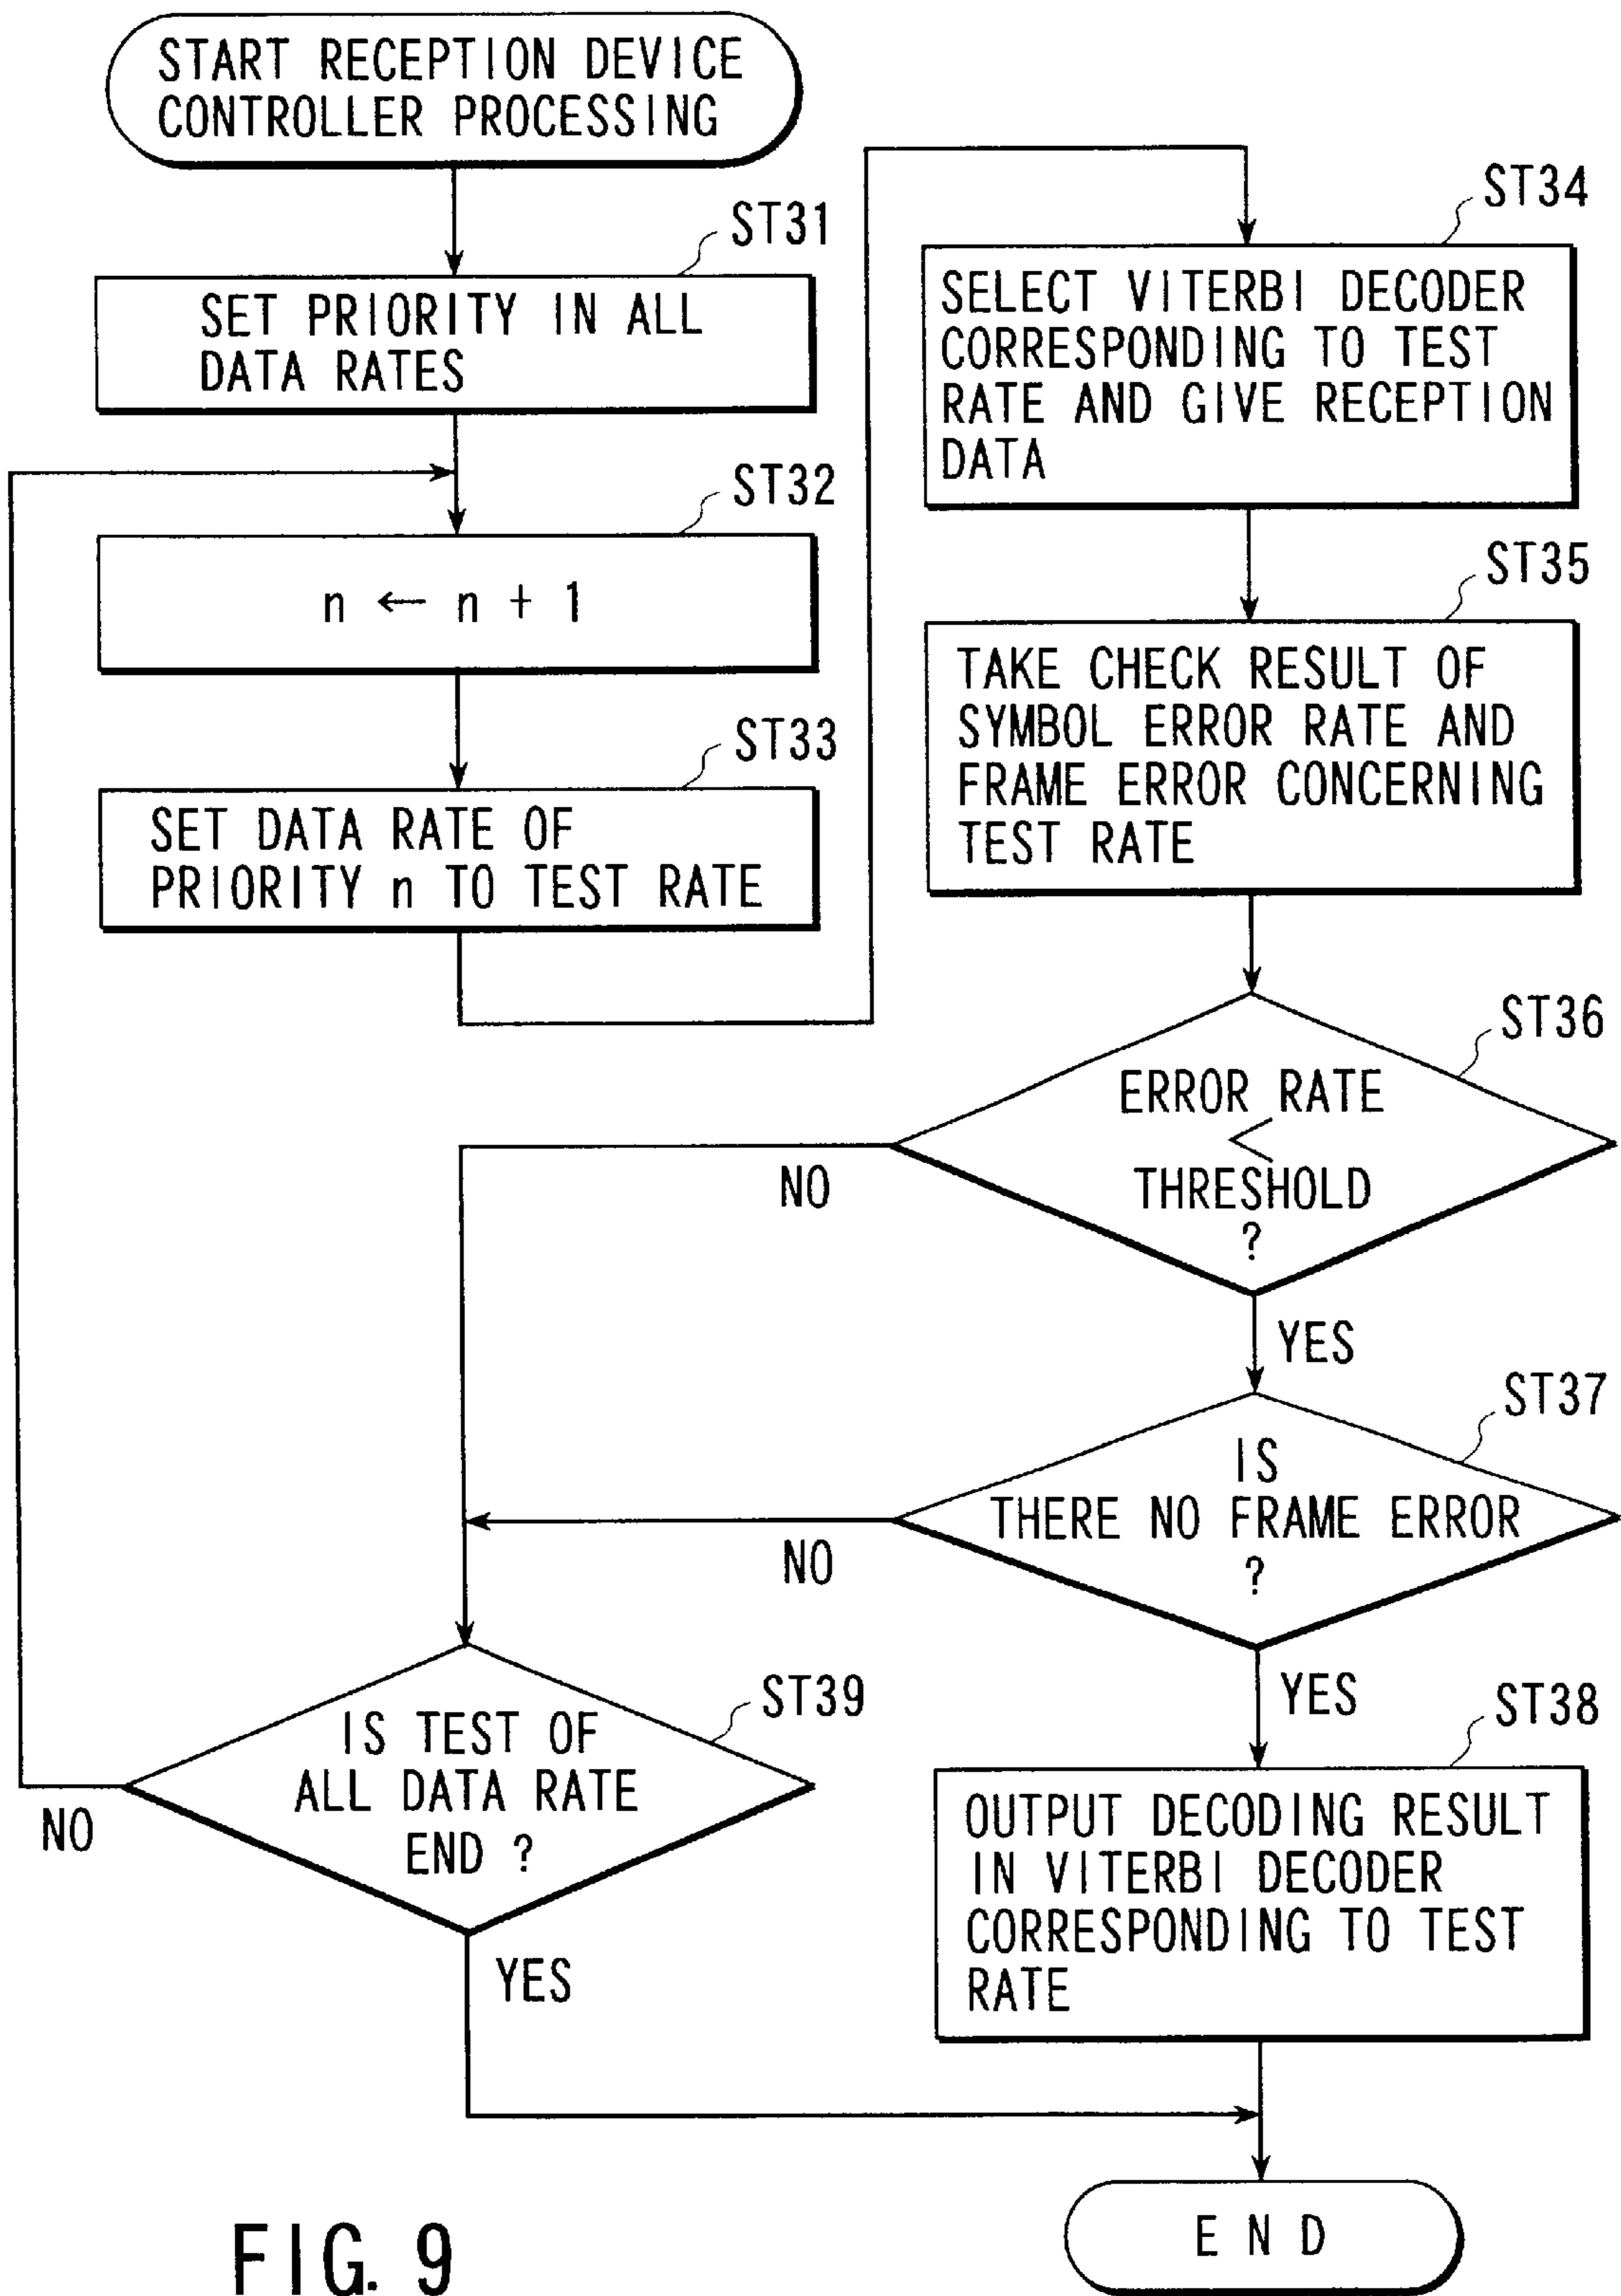 START RECEPTION DEVICE
CONTROLLER PROCESSING
ST31
SET PRIORITY IN ALL
DATA RATES
ST32
n ← n + 1
ST33
SET DATA RATE OF
PRIORITY n TO TEST RATE
ST34
SELECT VITERBI DECODER
CORRESPONDING TO TEST
RATE AND GIVE RECEPTION
DATA
ST35
TAKE CHECK RESULT OF
SYMBOL ERROR RATE AND
FRAME ERROR CONCERNING
TEST RATE
ST36
ERROR RATE
<
THRESHOLD
?
NO
YES
ST37
IS
THERE NO FRAME ERROR
?
NO
YES
ST38
OUTPUT DECODING RESULT
IN VITERBI DECODER
CORRESPONDING TO TEST
RATE
ST39
IS TEST OF
ALL DATA RATE
END ?
NO
YES
END
FIG. 9